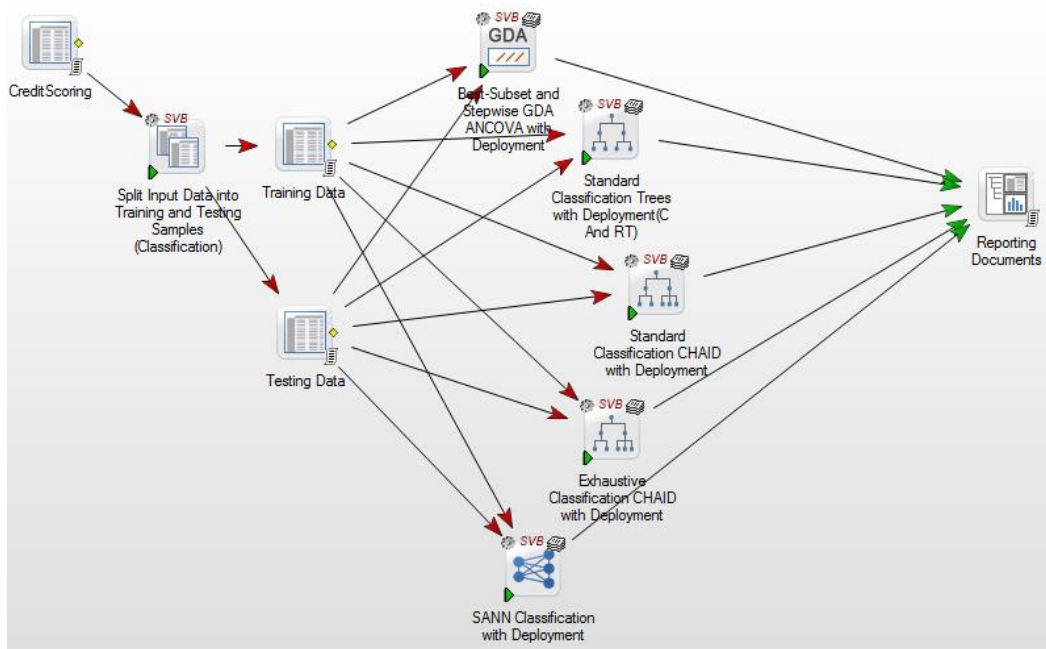 SVB
GDA
CreditScoring
Best-Subset and
Stepwise GDA
ANCOVA with
Deployment
SVB
SVB
Split Input Data into
Training and Testing
Samples
(Classification)
Training Data
Standard
Classification Trees
with Deployment(C
And RT)
Reporting
Documents
SVB
Standard
Classification CHAID
with Deployment
Testing Data
SVB
Exhaustive
Classification CHAID
with Deployment
SVB
SANN Classification
with Deployment